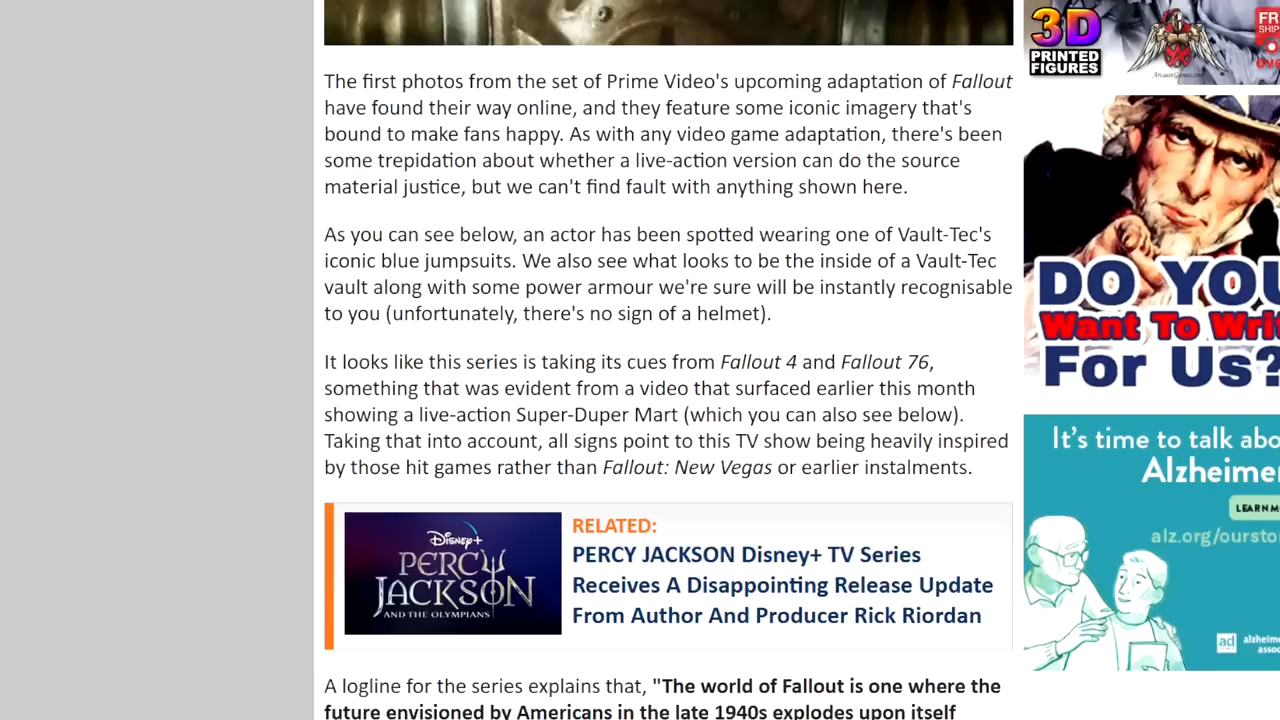 The first photos from the set of Prime Video's upcoming adaptation of Fallout
have found their way online, and they feature some iconic imagery that's
bound to make fans happy. As with any video game adaptation, there's been
some trepidation about whether a live-action version can do the source
material justice, but we can't find fault with anything shown here.
As you can see below, an actor has been spotted wearing one of Vault-Tec's
iconic blue jumpsuits. We also see what looks to be the inside of a Vault-Tec
vault along with some power armour we're sure will be instantly recognisable
to you (unfortunately, there's no sign of a helmet).
It looks like this series is taking its cues from Fallout 4 and Fallout 76,
something that was evident from a video that surfaced earlier this month
showing a live-action Super-Duper Mart (which you can also see below).
Taking that into account, all signs point to this TV show being heavily inspired
by those hit games rather than Fallout: New Vegas or earlier instalments.
Disney+
PERCY
JACKSON
AND THE OLYMPIANS
RELATED:
PERCY JACKSON Disney+ TV Series
Receives A Disappointing Release Update
From Author And Producer Rick Riordan
A logline for the series explains that, "The world of Fallout is one where the
future envisioned by Americans in the late 1940s explodes upon itself
3D
PRINTED
FIGURES
FR
SHIP
OVE
DO YOU
Want To Wri
For Us?
It's time to talk abo
Alzheimer
LEARN M
alz.org/ourstor
ad
alzheime
assoc